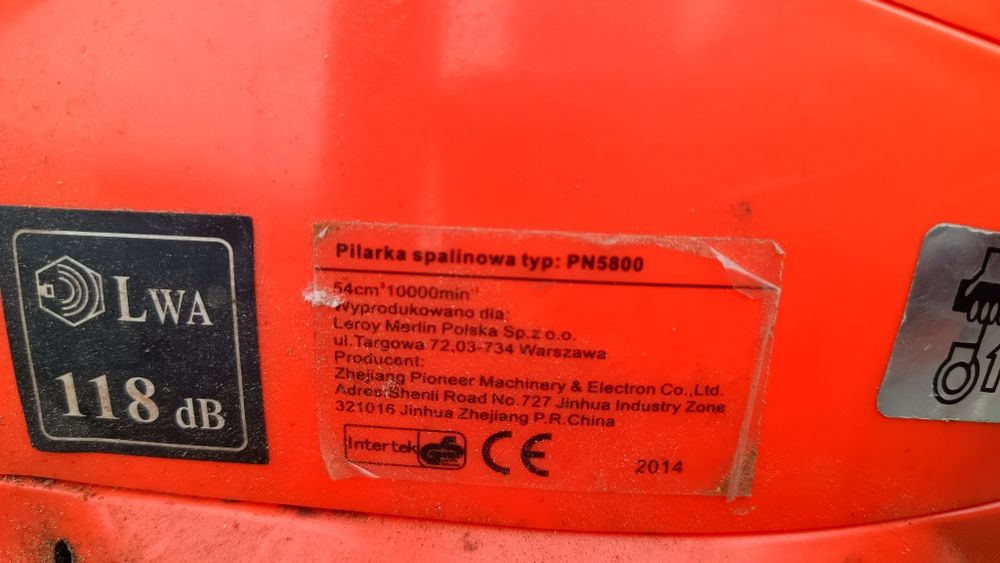 LWA
118 dB
Pilarka spalinowa typ: PN5800
54cm³10000min⁻¹
Wyprodukowano dla:
Leroy Merlin Polska Sp.z o.o.
ul.Targowa 72,03-734 Warszawa
Producent:
Zhejiang Pioneer Machinery & Electron Co.,Ltd.
Adres:Shenli Road No.727 Jinhua Industry Zone
321016 Jinhua Zhejiang P.R.China
Intertek GS CE 2014